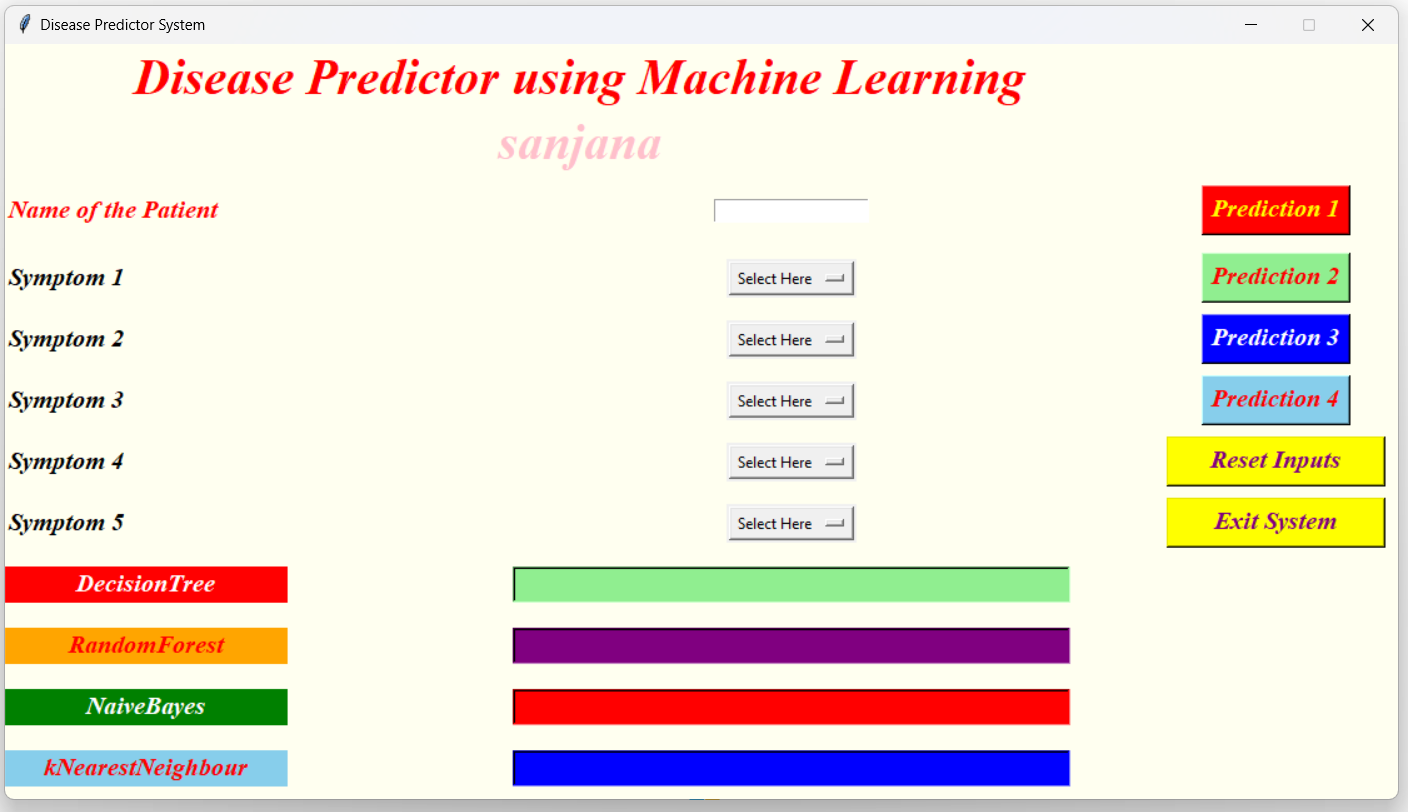 Disease Predictor System
Disease Predictor using Machine Learning
sanjana
Name of the Patient
Prediction 1
Symptom 1
Select Here
Prediction 2
Symptom 2
Select Here
Prediction 3
Symptom 3
Select Here
Prediction 4
Symptom 4
Select Here
Reset Inputs
Symptom 5
Select Here
Exit System
DecisionTree
RandomForest
NaiveBayes
kNearestNeighbour